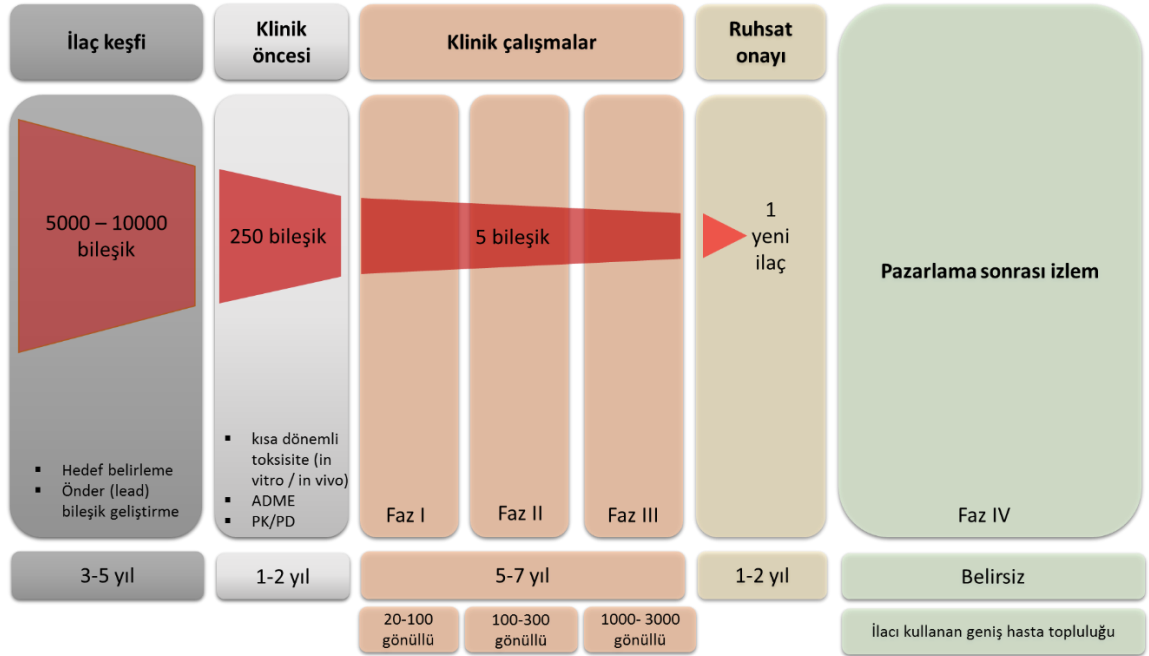 İlaç keşfi
Klinik
öncesi
Klinik çalışmalar
Ruhsat
onayı
5000 – 10000
bileşik
250 bileşik
5 bileşik
1
yeni
ilaç
Pazarlama sonrası izlem
▪ Hedef belirleme
▪ Önder (lead)
bileşik geliştirme
▪ kısa dönemli
toksisite (in
vitro / in vivo)
▪ ADME
▪ PK/PD
Faz I
Faz II
Faz III
Faz IV
3-5 yıl
1-2 yıl
5-7 yıl
1-2 yıl
Belirsiz
20-100
gönüllü
100-300
gönüllü
1000- 3000
gönüllü
İlacı kullanan geniş hasta topluluğu